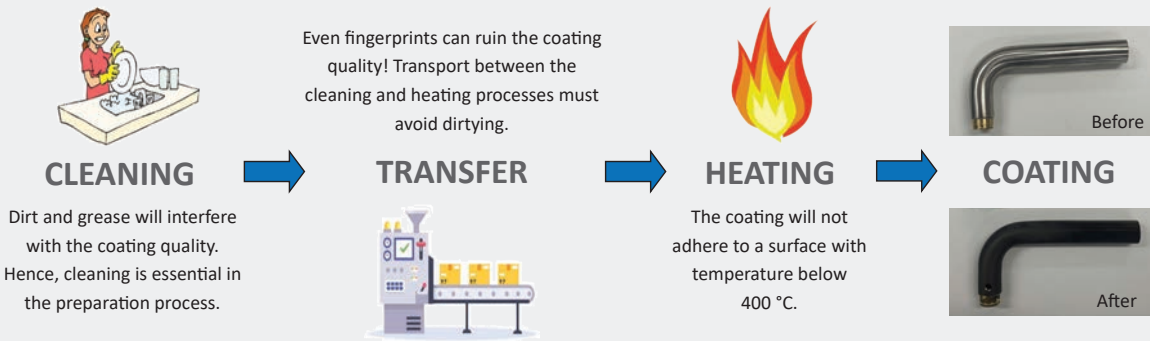 CLEANING
Dirt and grease will interfere
with the coating quality.
Hence, cleaning is essential in
the preparation process.
Even fingerprints can ruin the coating
quality! Transport between the
cleaning and heating processes must
avoid dirtying.
TRANSFER
HEATING
The coating will not
adhere to a surface with
temperature below
400 °C.
Before
COATING
After